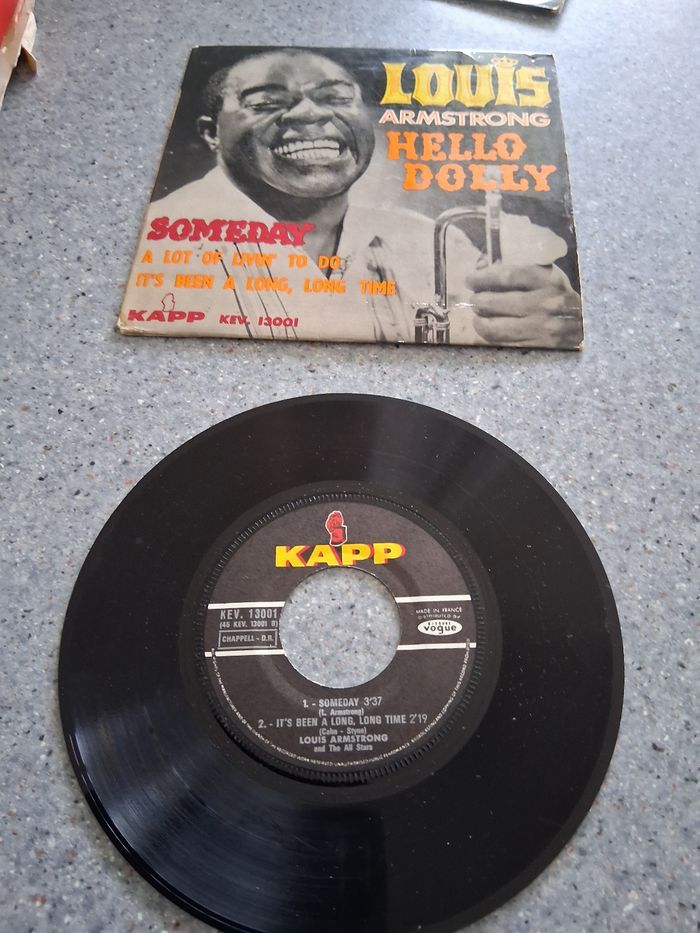 LOUIS
ARMSTRONG
HELLO
DOLLY
SOMEDAY
A LOT OF LIVIN' TO DO
IT'S BEEN A LONG, LONG TIME
KAPP KEV. 13001
KAPP
KEV. 13001
(45 KEV. 13001 B)
CHAPPELL - D.R.
MADE IN FRANCE
DISTRIBUTED BY
vogue
1. - SOMEDAY 3'37
(L. Armstrong)
2. - IT'S BEEN A LONG, LONG TIME 2'19
(Cahn - Styne)
LOUIS ARMSTRONG
and The All Stars